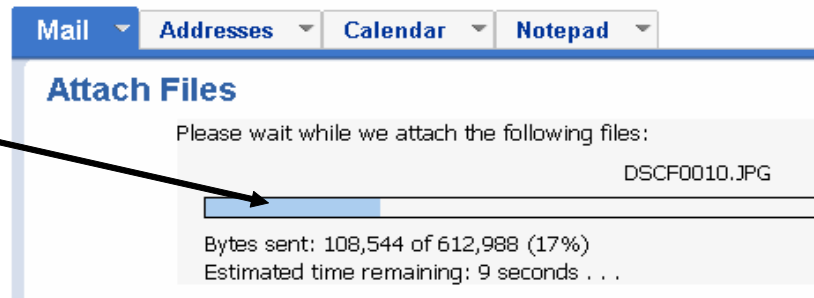 Mail Addresses Calendar Notepad
Attach Files
Please wait while we attach the following files:
DSCF0010.JPG
Bytes sent: 108,544 of 612,988 (17%)
Estimated time remaining: 9 seconds . . .